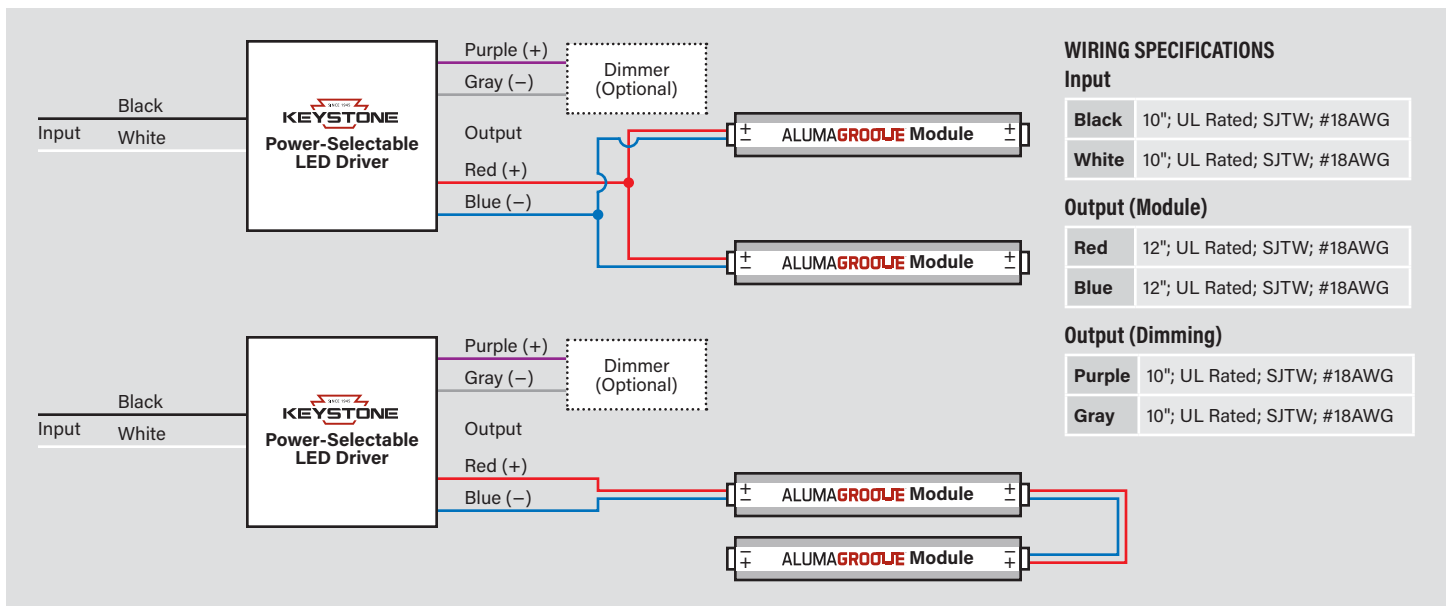 Input
Black
White
SINCE 1945
KEYSTONE
Power-Selectable
LED Driver
Purple (+)
Gray (−)
Dimmer
(Optional)
Output
Red (+)
Blue (−)
+ − ALUMAGROOVE Module + −
+ − ALUMAGROOVE Module + −
Input
Black
White
SINCE 1945
KEYSTONE
Power-Selectable
LED Driver
Purple (+)
Gray (−)
Dimmer
(Optional)
Output
Red (+)
Blue (−)
+ − ALUMAGROOVE Module + −
− + ALUMAGROOVE Module − +
WIRING SPECIFICATIONS
Input
Black 10"; UL Rated; SJTW; #18AWG
White 10"; UL Rated; SJTW; #18AWG
Output (Module)
Red 12"; UL Rated; SJTW; #18AWG
Blue 12"; UL Rated; SJTW; #18AWG
Output (Dimming)
Purple 10"; UL Rated; SJTW; #18AWG
Gray 10"; UL Rated; SJTW; #18AWG